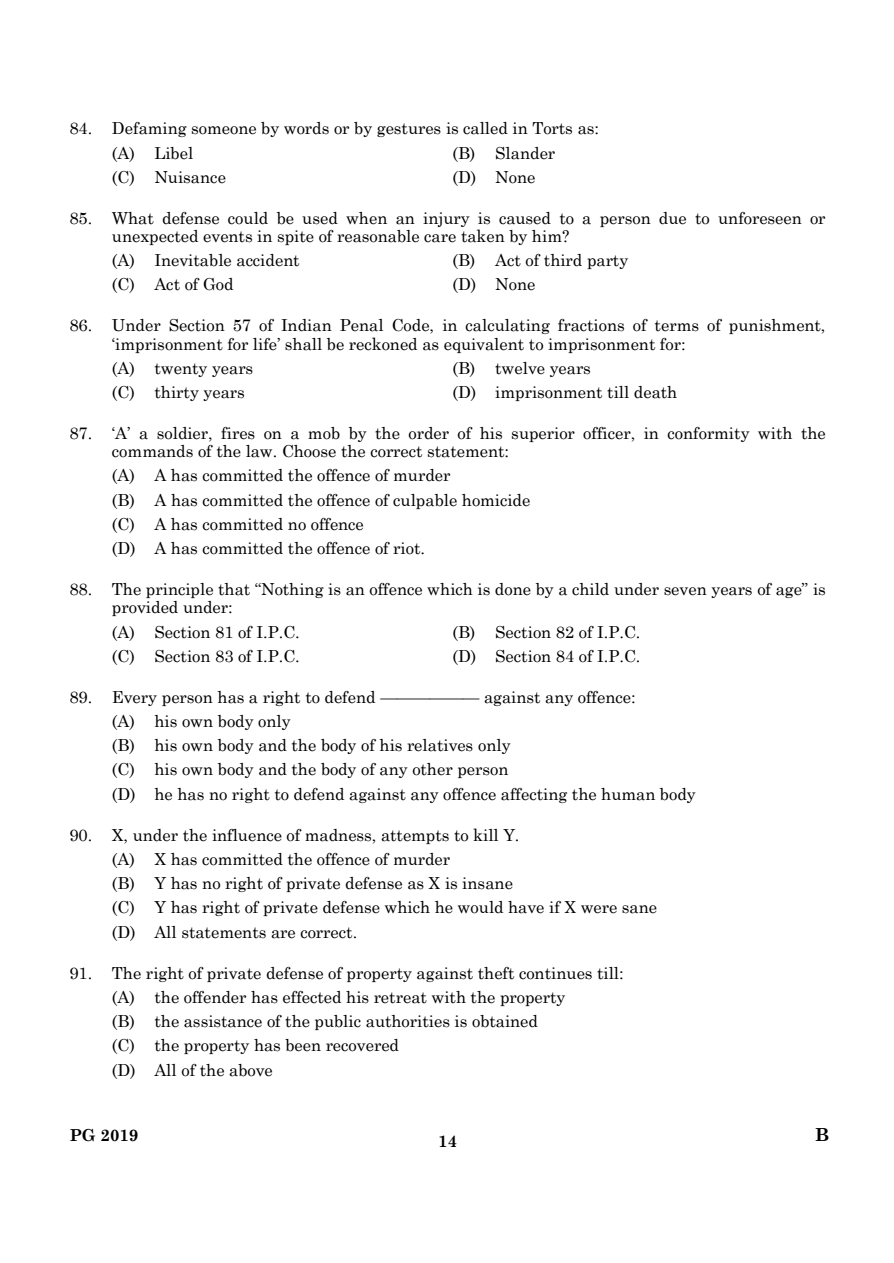 84. Defaming someone by words or by gestures is called in Torts as:
(A) Libel (B) Slander
(C) Nuisance (D) None
85. What defense could be used when an injury is caused to a person due to unforeseen or
unexpected events in spite of reasonable care taken by him?
(A) Inevitable accident (B) Act of third party
(C) Act of God (D) None
86. Under Section 57 of Indian Penal Code, in calculating fractions of terms of punishment,
‘imprisonment for life’ shall be reckoned as equivalent to imprisonment for:
(A) twenty years (B) twelve years
(C) thirty years (D) imprisonment till death
87. ‘A’ a soldier, fires on a mob by the order of his superior officer, in conformity with the
commands of the law. Choose the correct statement:
(A) A has committed the offence of murder
(B) A has committed the offence of culpable homicide
(C) A has committed no offence
(D) A has committed the offence of riot.
88. The principle that “Nothing is an offence which is done by a child under seven years of age” is
provided under:
(A) Section 81 of I.P.C. (B) Section 82 of I.P.C.
(C) Section 83 of I.P.C. (D) Section 84 of I.P.C.
89. Every person has a right to defend —————— against any offence:
(A) his own body only
(B) his own body and the body of his relatives only
(C) his own body and the body of any other person
(D) he has no right to defend against any offence affecting the human body
90. X, under the influence of madness, attempts to kill Y.
(A) X has committed the offence of murder
(B) Y has no right of private defense as X is insane
(C) Y has right of private defense which he would have if X were sane
(D) All statements are correct.
91. The right of private defense of property against theft continues till:
(A) the offender has effected his retreat with the property
(B) the assistance of the public authorities is obtained
(C) the property has been recovered
(D) All of the above
PG 2019 14 B